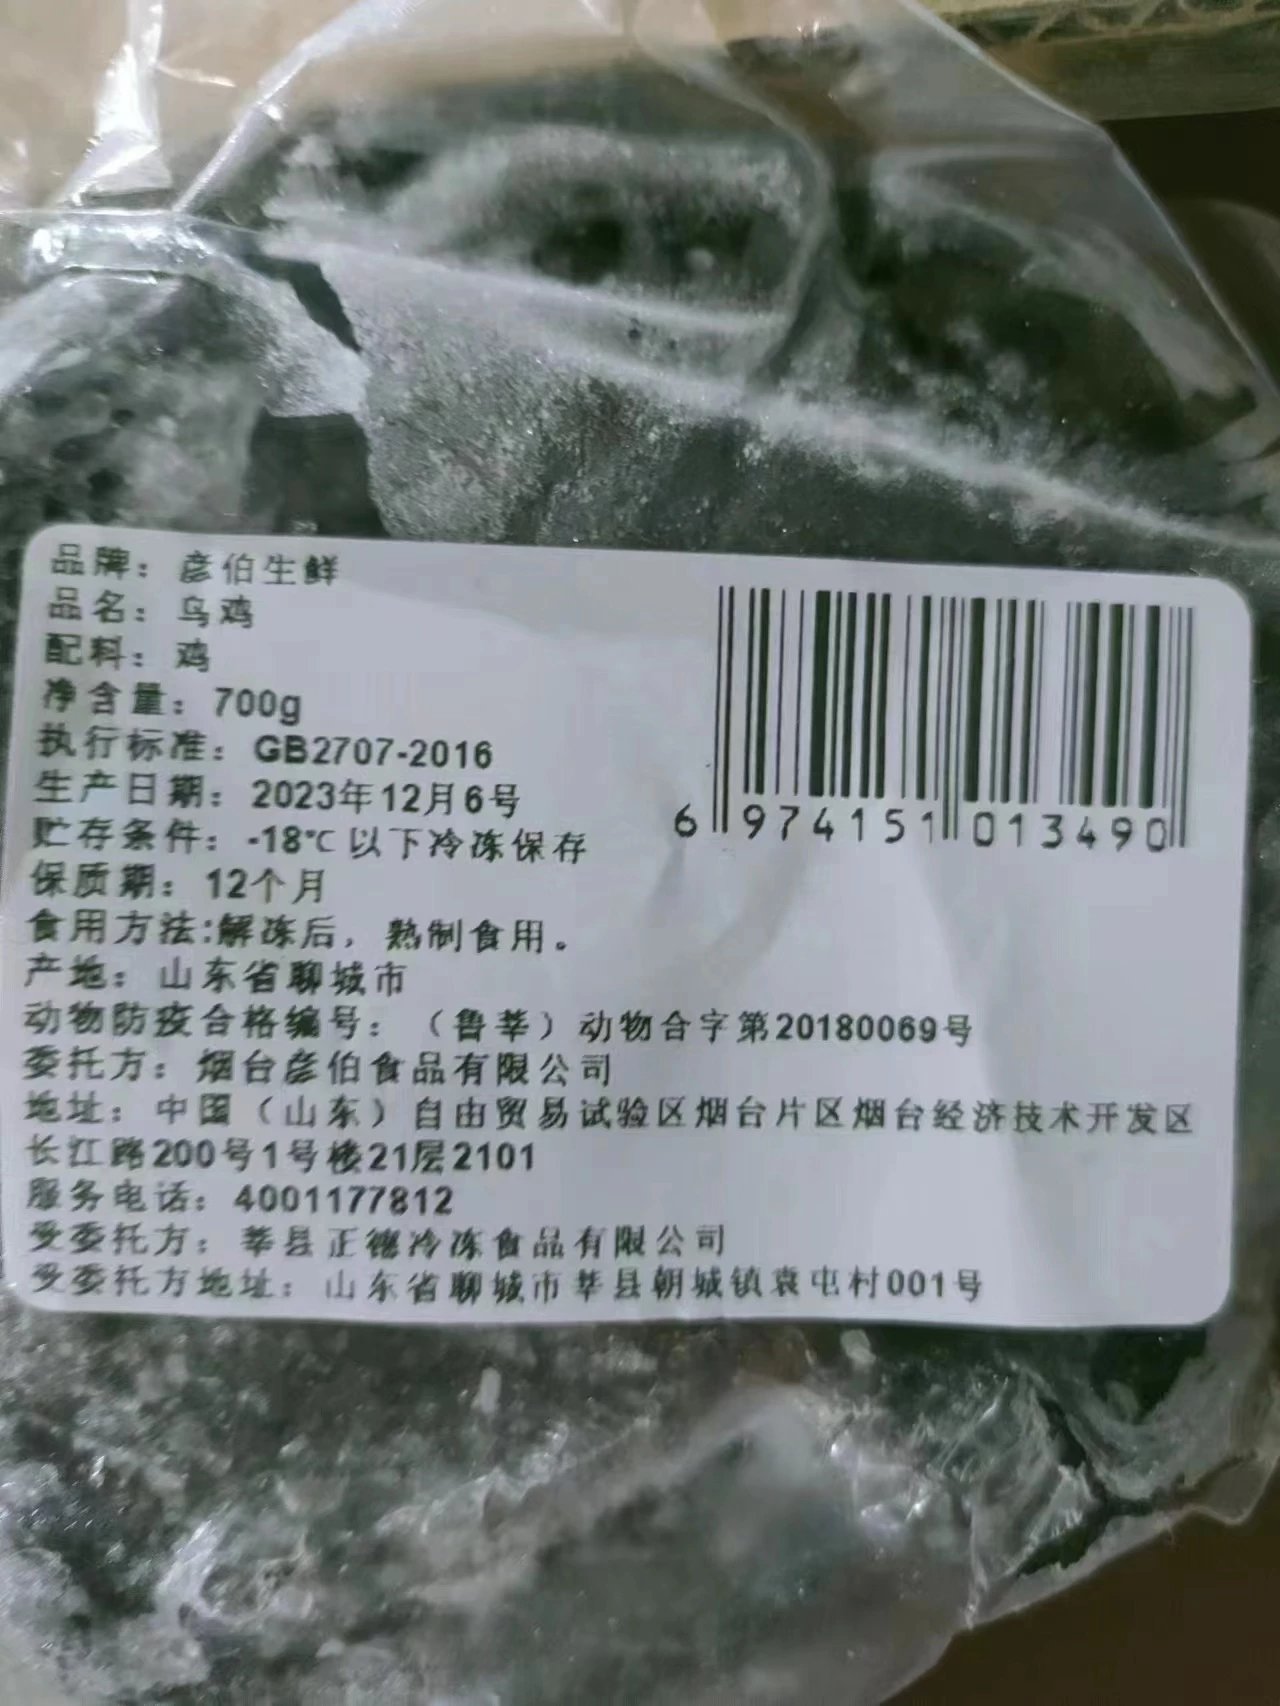 品牌：彦伯生鲜
品名：乌鸡
配料：鸡
净含量：700g
执行标准：GB2707-2016
生产日期：2023年12月6号
贮存条件：-18℃以下冷冻保存
保质期：12个月
食用方法:解冻后，熟制食用。
产地：山东省聊城市
动物防疫合格编号：（鲁莘）动物合字第20180069号
委托方：烟台彦伯食品有限公司
地址：中国（山东）自由贸易试验区烟台片区烟台经济技术开发区
长江路200号1号楼21层2101
服务电话：4001177812
受委托方：莘县正德冷冻食品有限公司
受委托方地址：山东省聊城市莘县朝城镇袁屯村001号
6 974151 013490